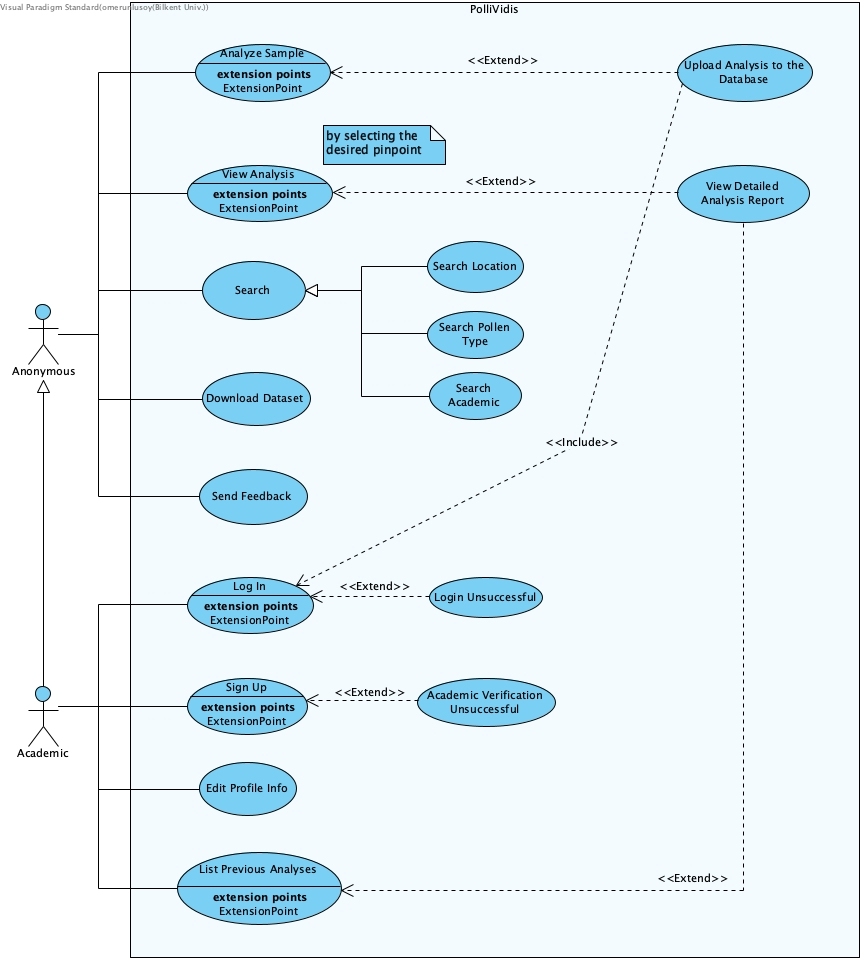 Visual Paradigm Standard(omerunlusoy(Bilkent Univ.))
PolliVidis
Analyze Sample
extension points
ExtensionPoint
<<Extend>>
Upload Analysis to the
Database
by selecting the
desired pinpoint
View Analysis
extension points
ExtensionPoint
<<Extend>>
View Detailed
Analysis Report
Search
Search Location
Search Pollen
Type
Search
Academic
Anonymous
Download Dataset
<<Include>>
Send Feedback
Log In
extension points
ExtensionPoint
<<Extend>>
Login Unsuccessful
Sign Up
extension points
ExtensionPoint
<<Extend>>
Academic Verification
Unsuccessful
Academic
Edit Profile Info
List Previous Analyses
extension points
ExtensionPoint
<<Extend>>